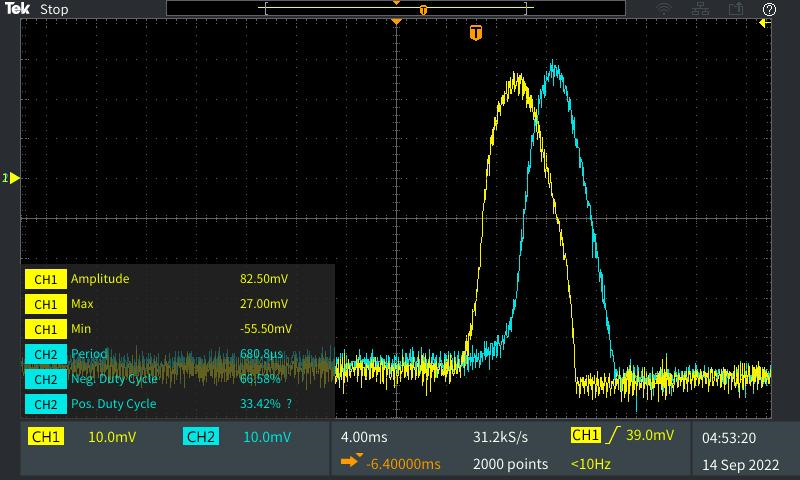 Tek Stop
T
T
1
CH1 Amplitude 82.50mV
CH1 Max 27.00mV
CH1 Min -55.50mV
CH2 Period 680.8µs
CH2 Neg. Duty Cycle 66.58%
CH2 Pos. Duty Cycle 33.42% ?
CH1 10.0mV CH2 10.0mV 4.00ms 31.2kS/s CH1 39.0mV 04:53:20
-6.40000ms 2000 points <10Hz 14 Sep 2022